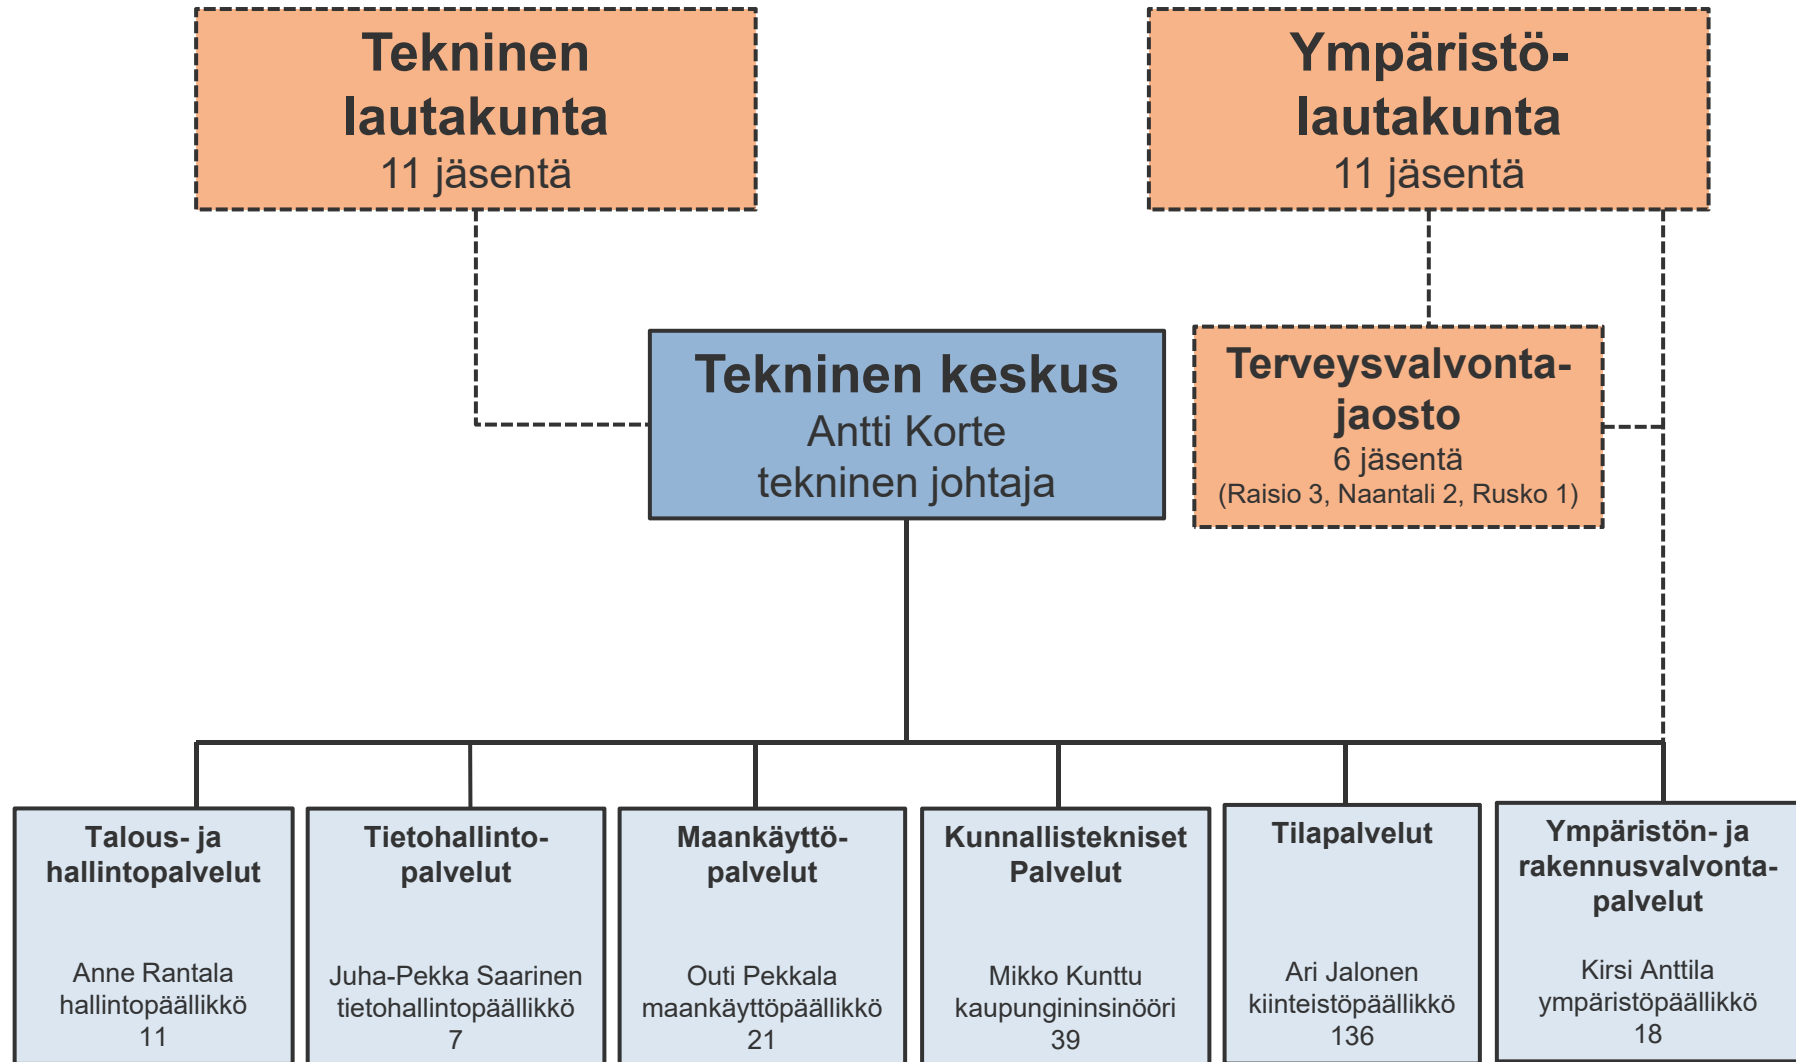 Tekninen
lautakunta
11 jäsentä
Ympäristö-
lautakunta
11 jäsentä
Tekninen keskus
Antti Korte
tekninen johtaja
Terveysvalvonta-
jaosto
6 jäsentä
(Raisio 3, Naantali 2, Rusko 1)
Talous- ja
hallintopalvelut
Anne Rantala
hallintopäällikkö
11
Tietohallinto-
palvelut
Juha-Pekka Saarinen
tietohallintopäällikkö
7
Maankäyttö-
palvelut
Outi Pekkala
maankäyttöpäällikkö
21
Kunnallistekniset
Palvelut
Mikko Kunttu
kaupungininsinööri
39
Tilapalvelut
Ari Jalonen
kiinteistöpäällikkö
136
Ympäristön- ja
rakennusvalvonta-
palvelut
Kirsi Anttila
ympäristöpäällikkö
18